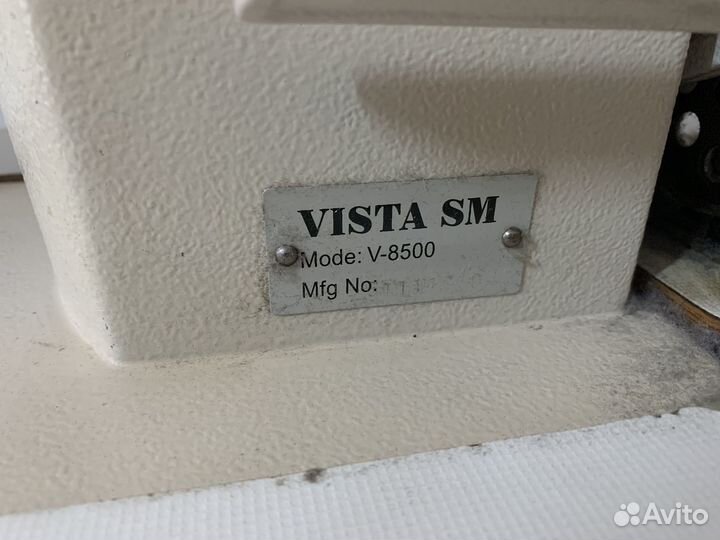 VISTA SM
Mode: V-8500
Mfg No:
Avito